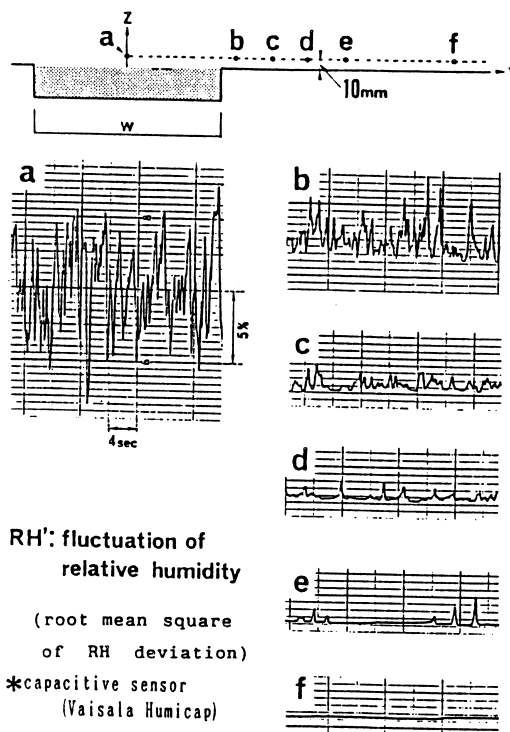 Z
a b c d e f
10mm
W
a
b
5%
4sec
c
d
RH': fluctuation of
relative humidity
e
(root mean square
of RH deviation)
*capacitive sensor
(Vaisala Humicap)
f